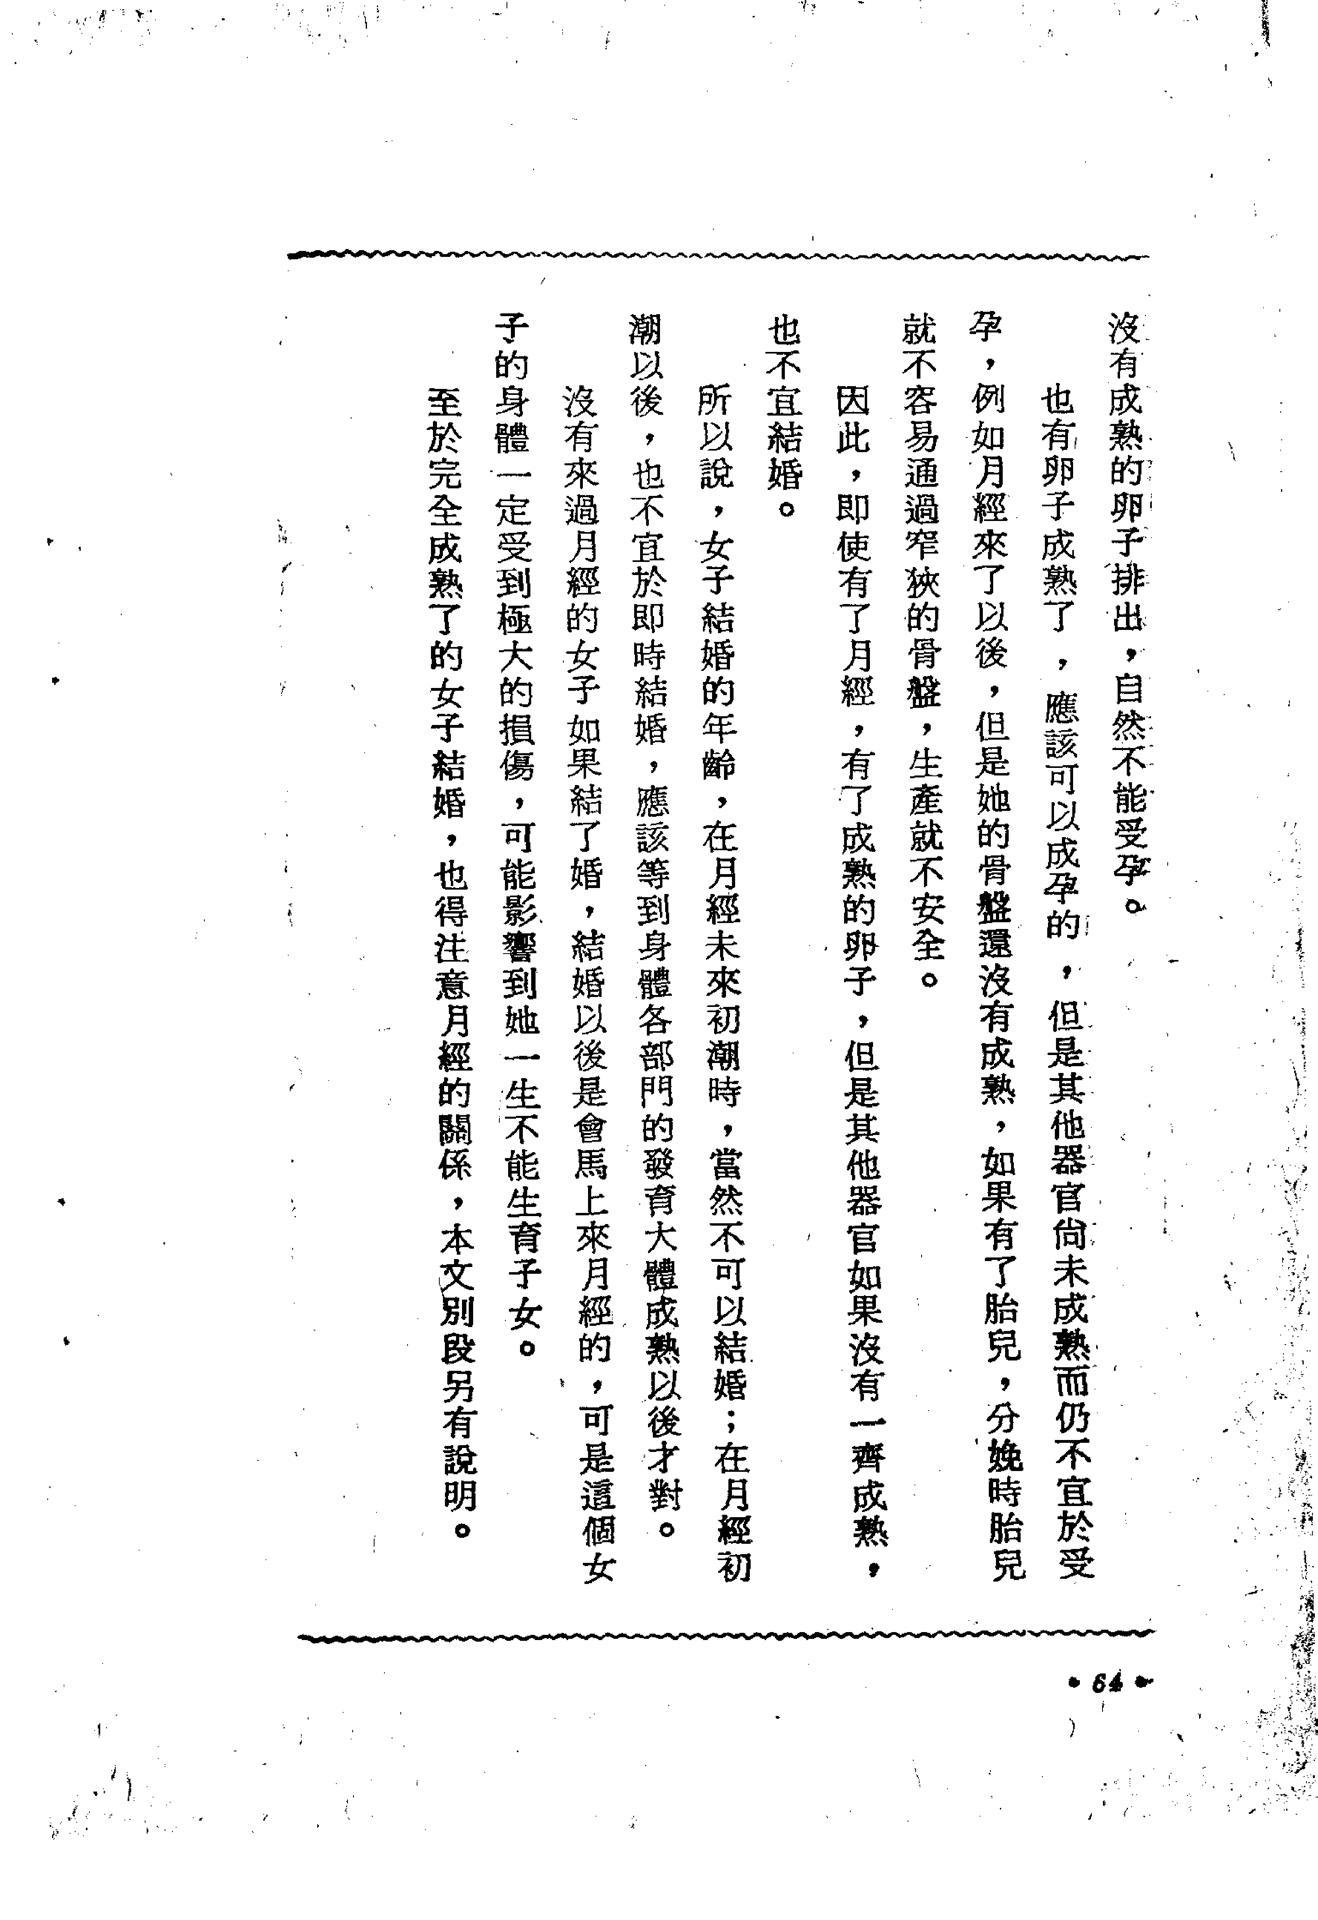 沒有成熟的卵子排出，自然不能受孕。
也有卵子成熟了，應該可以成孕的，但是其他器官尙未成熟而仍不宜於受
孕，例如月經來了以後，但是她的骨盤還沒有成熟，如果有了胎兒，分娩時胎兒
就不容易通過窄狹的骨盤，生產就不安全。
因此，即使有了月經，有了成熟的卵子，但是其他器官如果沒有一齊成熟，
也不宜結婚。
所以說，女子結婚的年齡，在月經未來初潮時，當然不可以結婚；在月經初
潮以後，也不宜於即時結婚，應該等到身體各部門的發育大體成熟以後才對。
沒有來過月經的女子如果結了婚，結婚以後是會馬上來月經的，可是這個女
子的身體一定受到極大的損傷，可能影響到她一生不能生育子女。
至於完全成熟了的女子結婚，也得注意月經的關係，本文別段另有說明。
• 64 •